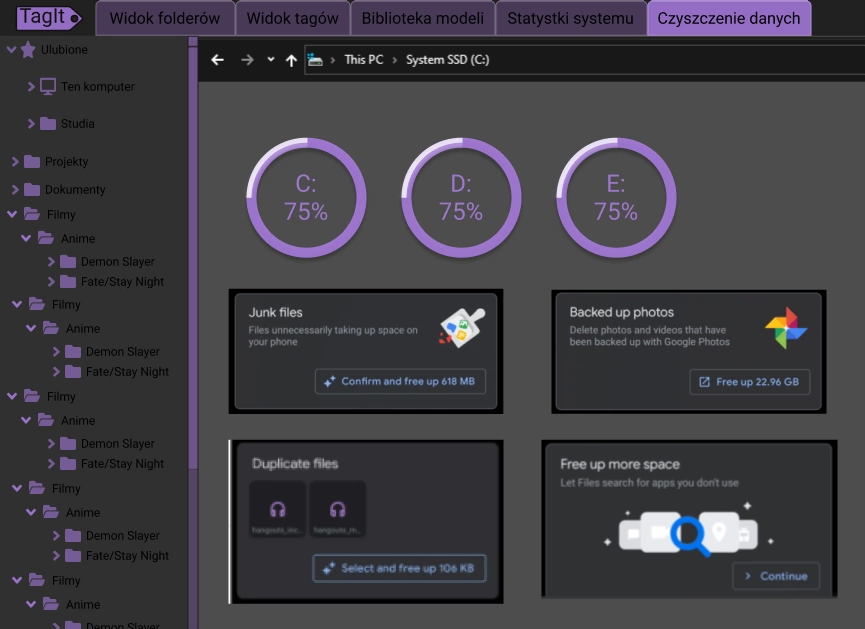 TagIt
Widok folderów
Widok tagów
Biblioteka modeli
Statystki systemu
Czyszczenie danych
Ulubione
Ten komputer
Studia
Projekty
Dokumenty
Filmy
Anime
Demon Slayer
Fate/Stay Night
Filmy
Anime
Demon Slayer
Fate/Stay Night
Filmy
Anime
Demon Slayer
Fate/Stay Night
Filmy
Anime
Demon Slayer
Fate/Stay Night
Filmy
Anime
Demon Slayer
This PC > System SSD (C:)
C:
75%
D:
75%
E:
75%
Junk files
Files unnecessarily taking up space on
your phone
Confirm and free up 618 MB
Backed up photos
Delete photos and videos that have
been backed up with Google Photos
Free up 22.96 GB
Duplicate files
hangouts_inc...
hangouts_m...
Select and free up 106 KB
Free up more space
Let Files search for apps you don't use
Continue